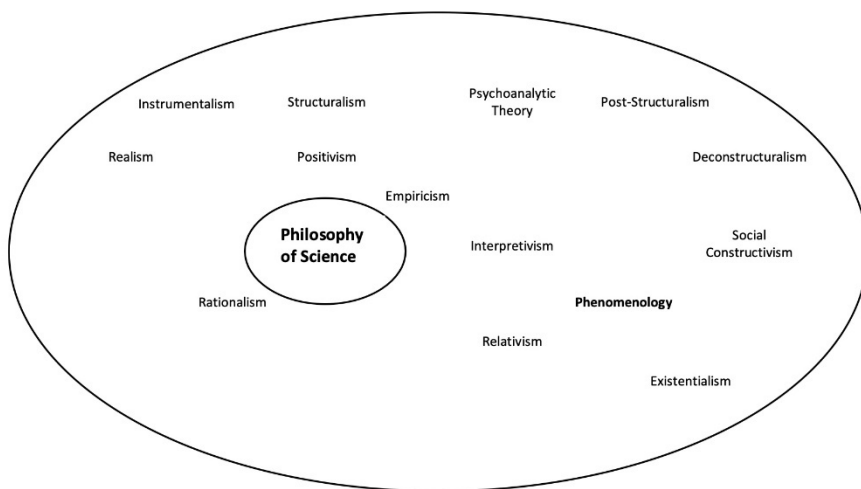 Instrumentalism
Structuralism
Psychoanalytic
Theory
Post-Structuralism
Realism
Positivism
Deconstructuralism
Empiricism
Philosophy
of Science
Interpretivism
Social
Constructivism
Rationalism
Phenomenology
Relativism
Existentialism